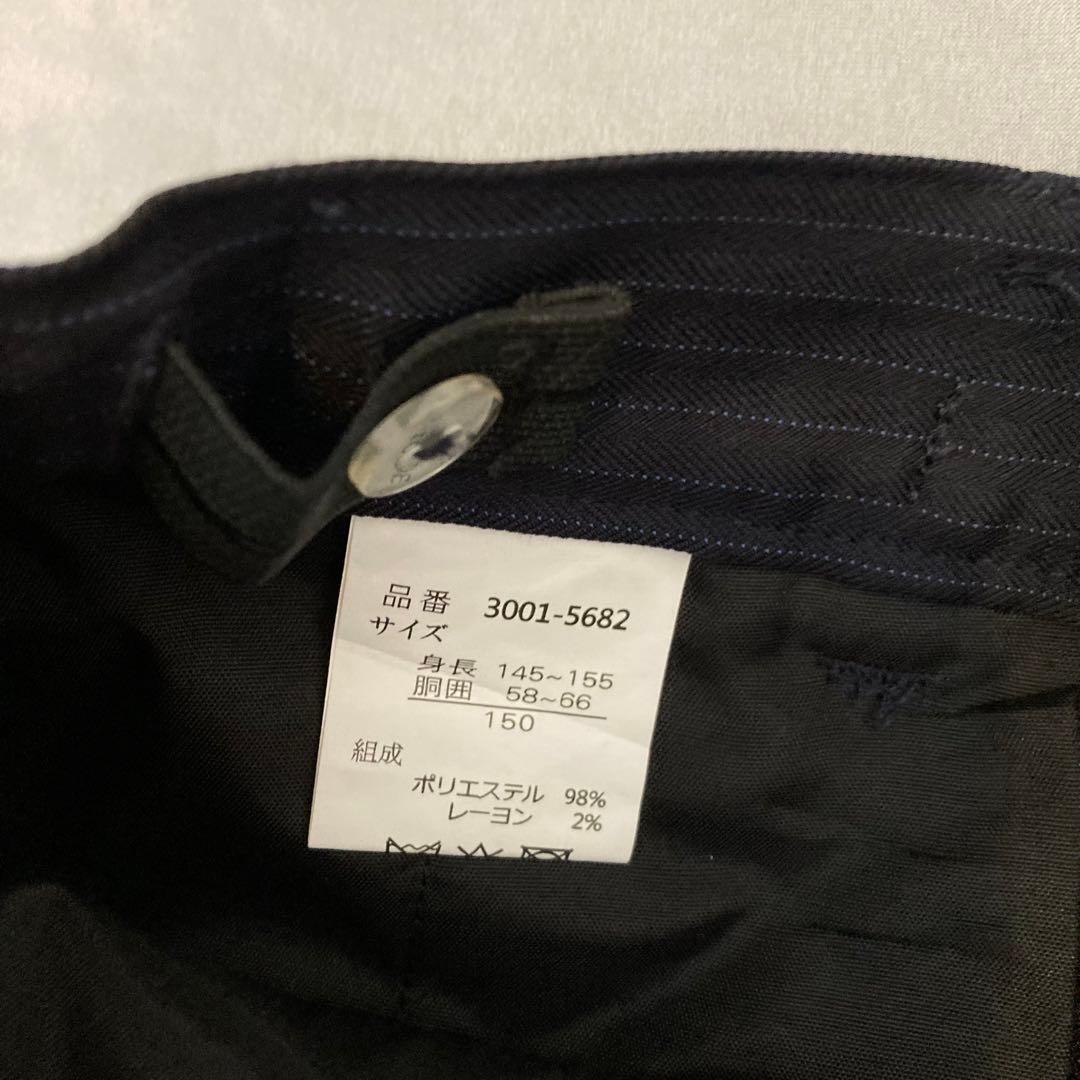 品番 3001-5682
サイズ
身長 145~155
胴囲 58~66
150
組成
ポリエステル 98%
レーヨン 2%